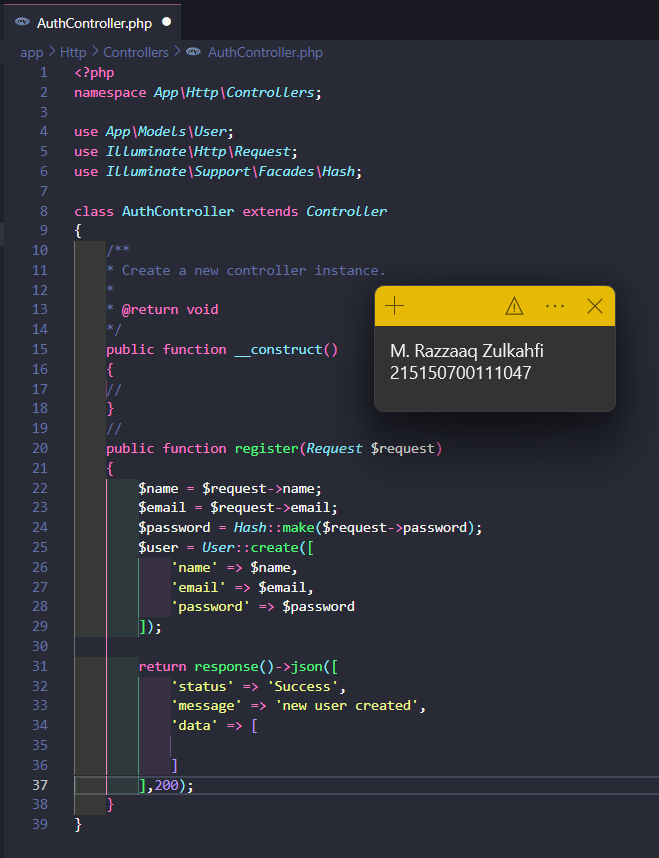 AuthController.php
app > Http > Controllers > AuthController.php
1 <?php
2 namespace App\Http\Controllers;
3
4 use App\Models\User;
5 use Illuminate\Http\Request;
6 use Illuminate\Support\Facades\Hash;
7
8 class AuthController extends Controller
9 {
10 /**
11 * Create a new controller instance.
12 *
13 * @return void
14 */
15 public function __construct()
16 {
17 //
18 }
19 //
20 public function register(Request $request)
21 {
22 $name = $request->name;
23 $email = $request->email;
24 $password = Hash::make($request->password);
25 $user = User::create([
26 'name' => $name,
27 'email' => $email,
28 'password' => $password
29 ]);
30
31 return response()->json([
32 'status' => 'Success',
33 'message' => 'new user created',
34 'data' => [
35
36 ]
37 ],200);
38 }
39 }
M. Razzaaq Zulkahfi
215150700111047